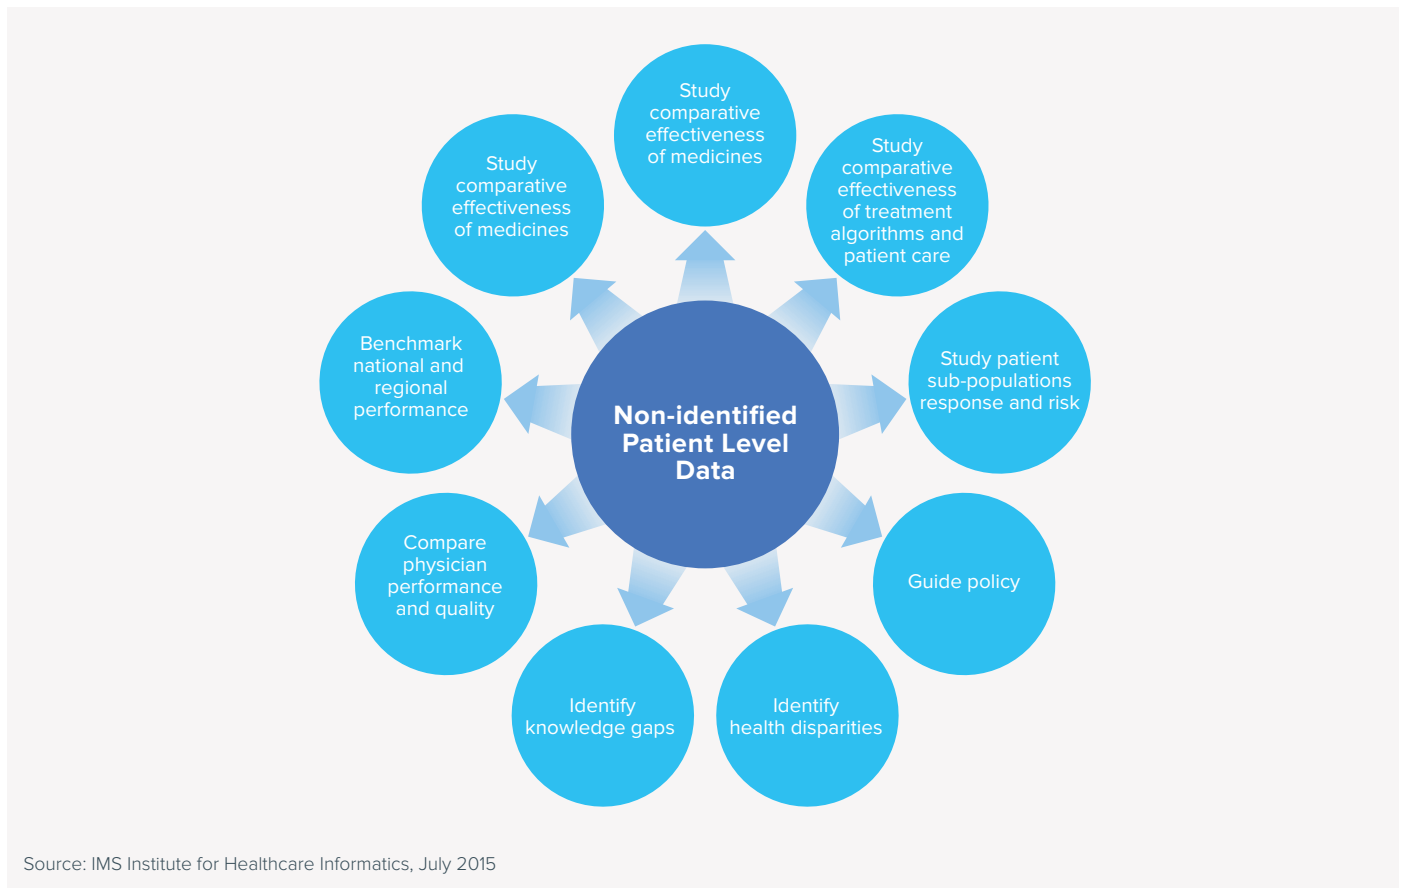 Study
comparative
effectiveness
of medicines
Study
comparative
effectiveness
of treatment
algorithms and
patient care
Study patient
sub-populations
response and risk
Guide policy
Identify
health disparities
Identify
knowledge gaps
Compare
physician
performance
and quality
Benchmark
national and
regional
performance
Study
comparative
effectiveness
of medicines
Non-identified
Patient Level
Data
Source: IMS Institute for Healthcare Informatics, July 2015